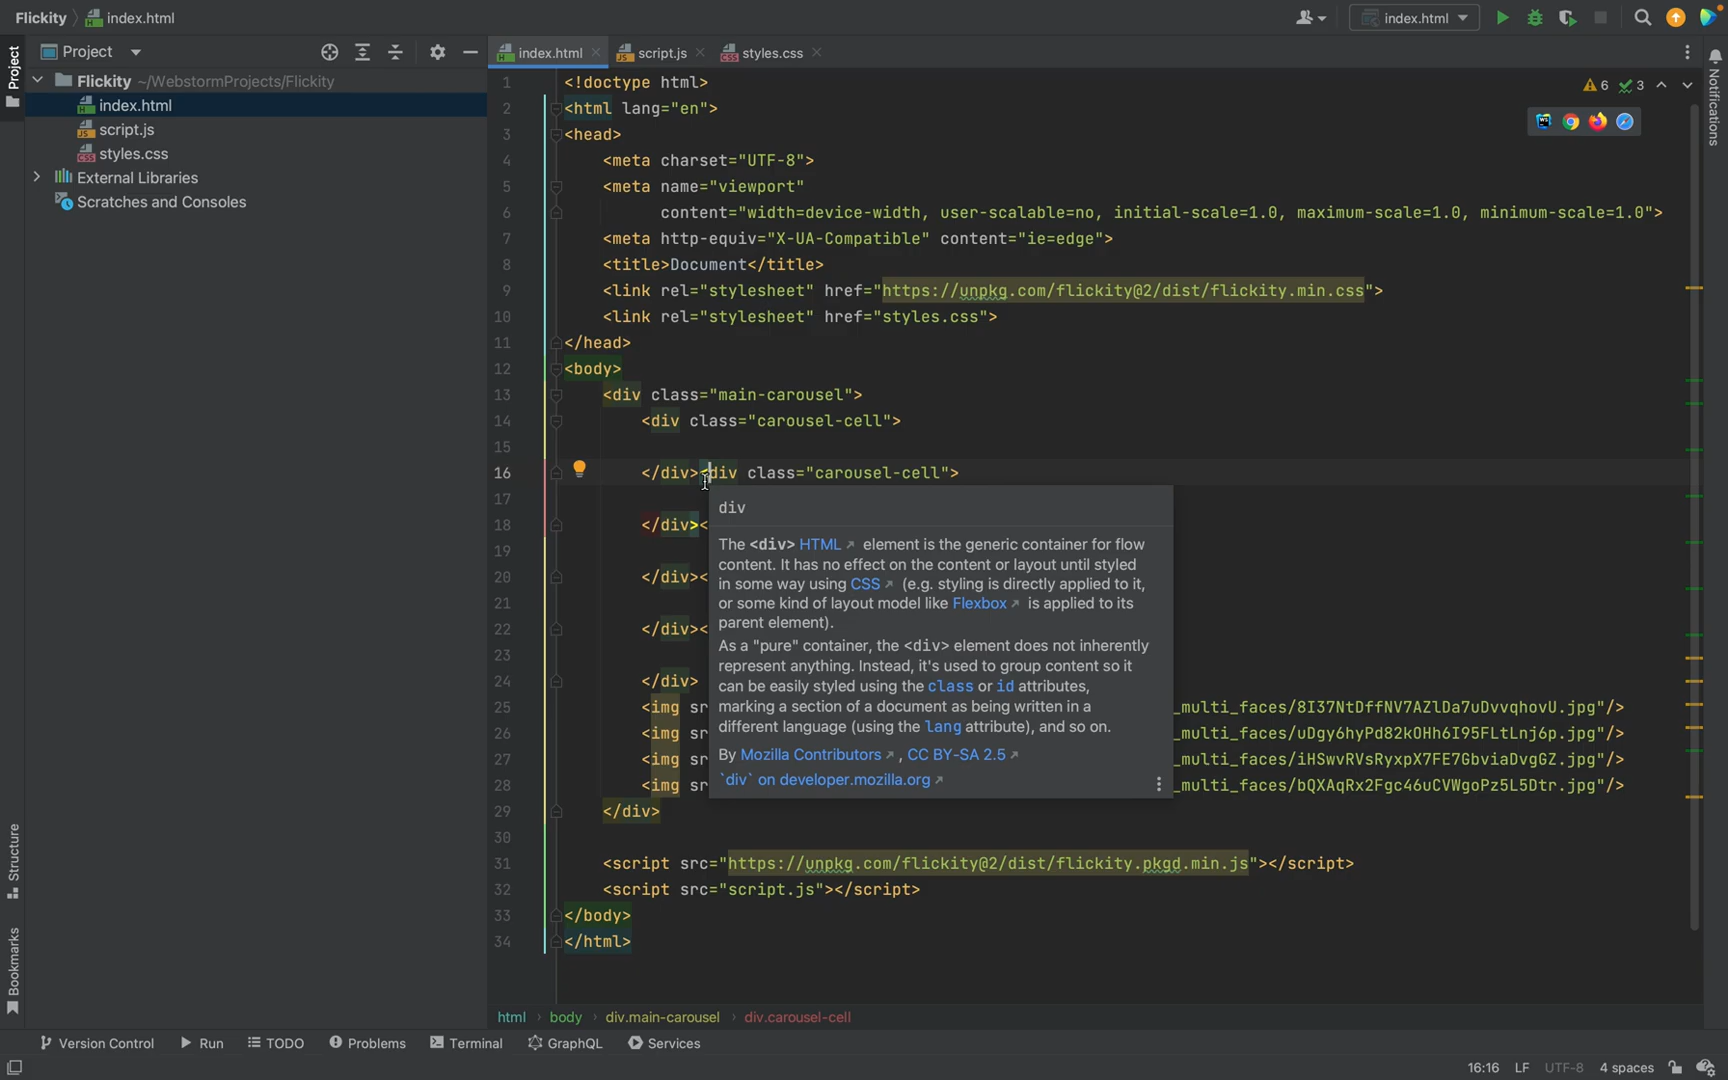 Flickity index.html
index.html
Project
index.html script.js styles.css
Project
Notifications
Flickity ~/WebstormProjects/Flickity
index.html
script.js
styles.css
External Libraries
Scratches and Consoles
6 3
1 <!doctype html>
2 <html lang="en">
3 <head>
4 <meta charset="UTF-8">
5 <meta name="viewport"
6 content="width=device-width, user-scalable=no, initial-scale=1.0, maximum-scale=1.0, minimum-scale=1.0">
7 <meta http-equiv="X-UA-Compatible" content="ie=edge">
8 <title>Document</title>
9 <link rel="stylesheet" href="https://unpkg.com/flickity@2/dist/flickity.min.css">
10 <link rel="stylesheet" href="styles.css">
11 </head>
12 <body>
13 <div class="main-carousel">
14 <div class="carousel-cell">
15
16 </div><div class="carousel-cell">
17
18 </div><
19
20 </div><
21
22 </div><
23
24 </div>
25 <img sr _multi_faces/8I37NtDffNV7AZlDa7uDvvqhovU.jpg"/>
26 <img sr _multi_faces/uDgy6hyPd82kOHh6I95FLtLnj6p.jpg"/>
27 <img sr _multi_faces/iHSwvRVsRyxpX7FE7GbviaDvgGZ.jpg"/>
28 <img sr _multi_faces/bQXAqRx2Fgc46uCVWgoPz5L5Dtr.jpg"/>
29 </div>
30
31 <script src="https://unpkg.com/flickity@2/dist/flickity.pkgd.min.js"></script>
32 <script src="script.js"></script>
33 </body>
34 </html>
div
The <div> HTML element is the generic container for flow
content. It has no effect on the content or layout until styled
in some way using CSS (e.g. styling is directly applied to it,
or some kind of layout model like Flexbox is applied to its
parent element).
As a "pure" container, the <div> element does not inherently
represent anything. Instead, it's used to group content so it
can be easily styled using the class or id attributes,
marking a section of a document as being written in a
different language (using the lang attribute), and so on.
By Mozilla Contributors, CC BY-SA 2.5
`div` on developer.mozilla.org
Structure
Bookmarks
html body div.main-carousel div.carousel-cell
Version Control Run TODO Problems Terminal GraphQL Services
16:16 LF UTF-8 4 spaces